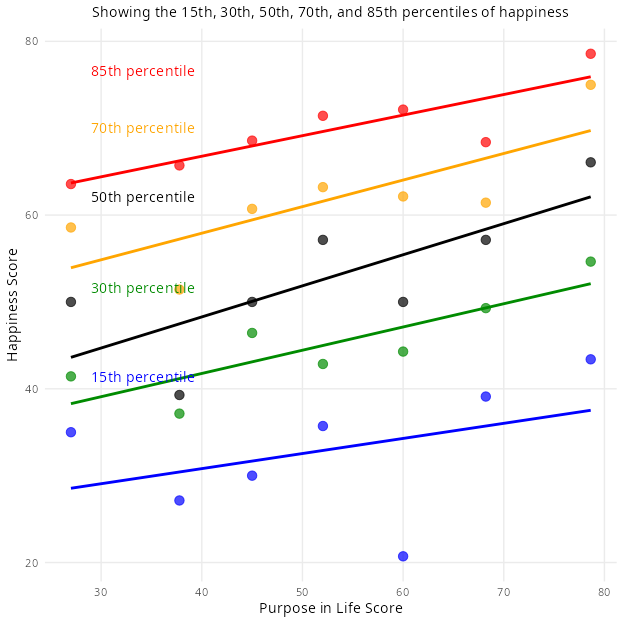 Showing the 15th, 30th, 50th, 70th, and 85th percentiles of happiness
80
85th percentile
70th percentile
50th percentile
60
30th percentile
15th percentile
40
20
Happiness Score
30 40 50 60 70 80
Purpose in Life Score